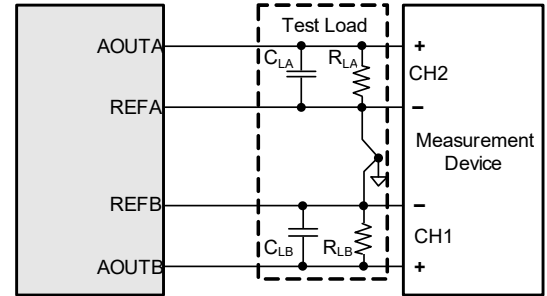 Test Load
AOUTA
+
CLA
RLA
CH2
REFA
−
Measurement
Device
REFB
−
CLB
RLB
CH1
AOUTB
+